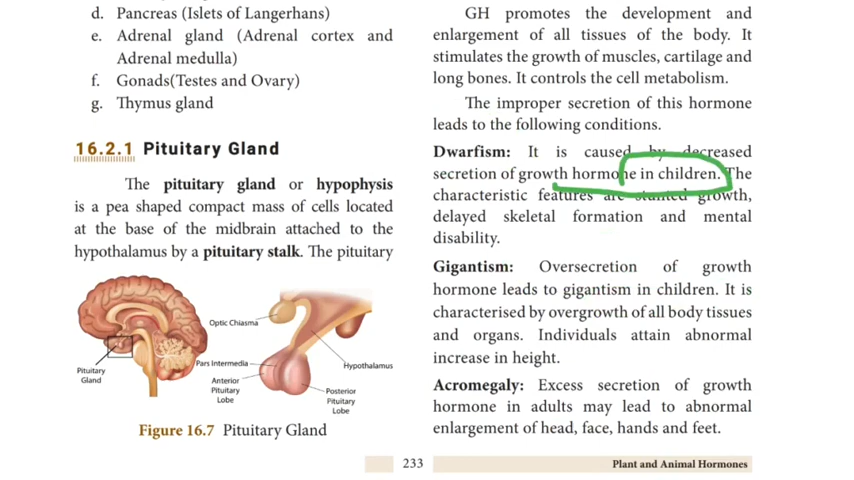 d. Pancreas (Islets of Langerhans)
e. Adrenal gland (Adrenal cortex and
Adrenal medulla)
f. Gonads(Testes and Ovary)
g. Thymus gland
16.2.1 Pituitary Gland
The pituitary gland or hypophysis
is a pea shaped compact mass of cells located
at the base of the midbrain attached to the
hypothalamus by a pituitary stalk. The pituitary
Optic Chiasma
Pars Intermedia
Hypothalamus
Pituitary
Gland
Anterior
Pituitary
Lobe
Posterior
Pituitary
Lobe
Figure 16.7 Pituitary Gland
GH promotes the development and
enlargement of all tissues of the body. It
stimulates the growth of muscles, cartilage and
long bones. It controls the cell metabolism.
The improper secretion of this hormone
leads to the following conditions.
Dwarfism: It is caused by decreased
secretion of growth hormone in children. The
characteristic features are stunted growth,
delayed skeletal formation and mental
disability.
Gigantism: Oversecretion of growth
hormone leads to gigantism in children. It is
characterised by overgrowth of all body tissues
and organs. Individuals attain abnormal
increase in height.
Acromegaly: Excess secretion of growth
hormone in adults may lead to abnormal
enlargement of head, face, hands and feet.
233 Plant and Animal Hormones